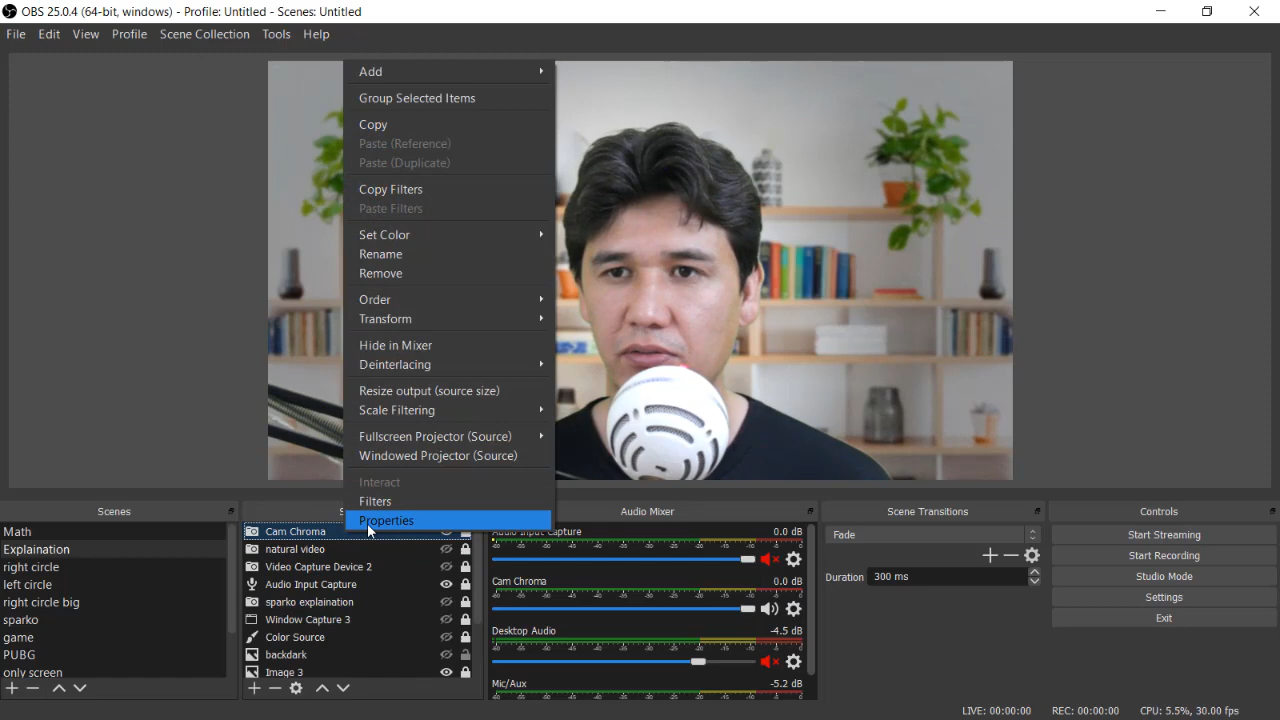 OBS 25.0.4 (64-bit, windows) - Profile: Untitled - Scenes: Untitled
File Edit View Profile Scene Collection Tools Help
Add
Group Selected Items
Copy
Paste (Reference)
Paste (Duplicate)
Copy Filters
Paste Filters
Set Color
Rename
Remove
Order
Transform
Hide in Mixer
Deinterlacing
Resize output (source size)
Scale Filtering
Fullscreen Projector (Source)
Windowed Projector (Source)
Interact
Filters
Properties
Scenes
Math
Explaination
right circle
left circle
right circle big
sparko
game
PUBG
only screen
Cam Chroma
natural video
Video Capture Device 2
Audio Input Capture
sparko explaination
Window Capture 3
Color Source
backdark
Image 3
Audio Mixer
Audio Input Capture 0.0 dB
Cam Chroma 0.0 dB
Desktop Audio -4.5 dB
Mic/Aux -5.2 dB
Scene Transitions
Fade
Duration 300 ms
Controls
Start Streaming
Start Recording
Studio Mode
Settings
Exit
LIVE: 00:00:00 REC: 00:00:00 CPU: 5.5%, 30.00 fps